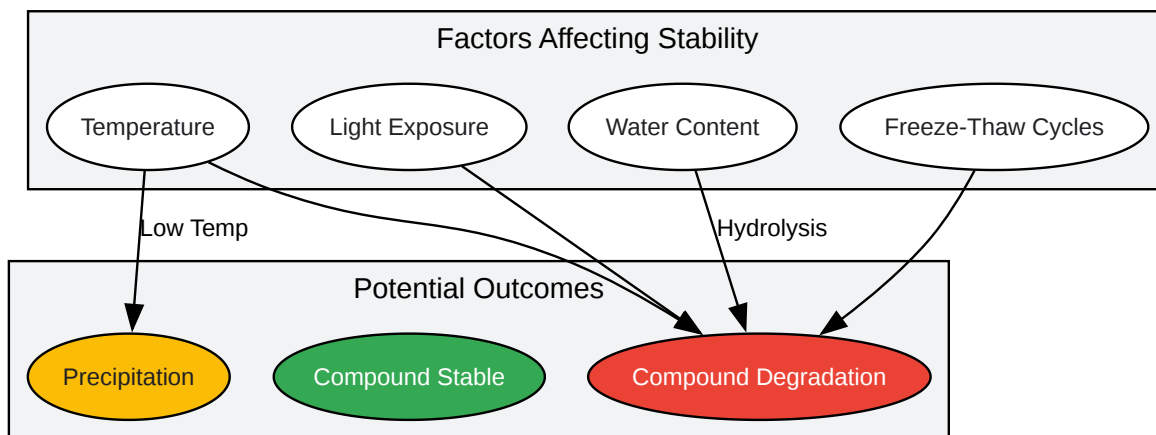 Factors Affecting Stability
Temperature
Light Exposure
Water Content
Freeze-Thaw Cycles
Low Temp
Hydrolysis
Potential Outcomes
Precipitation
Compound Stable
Compound Degradation